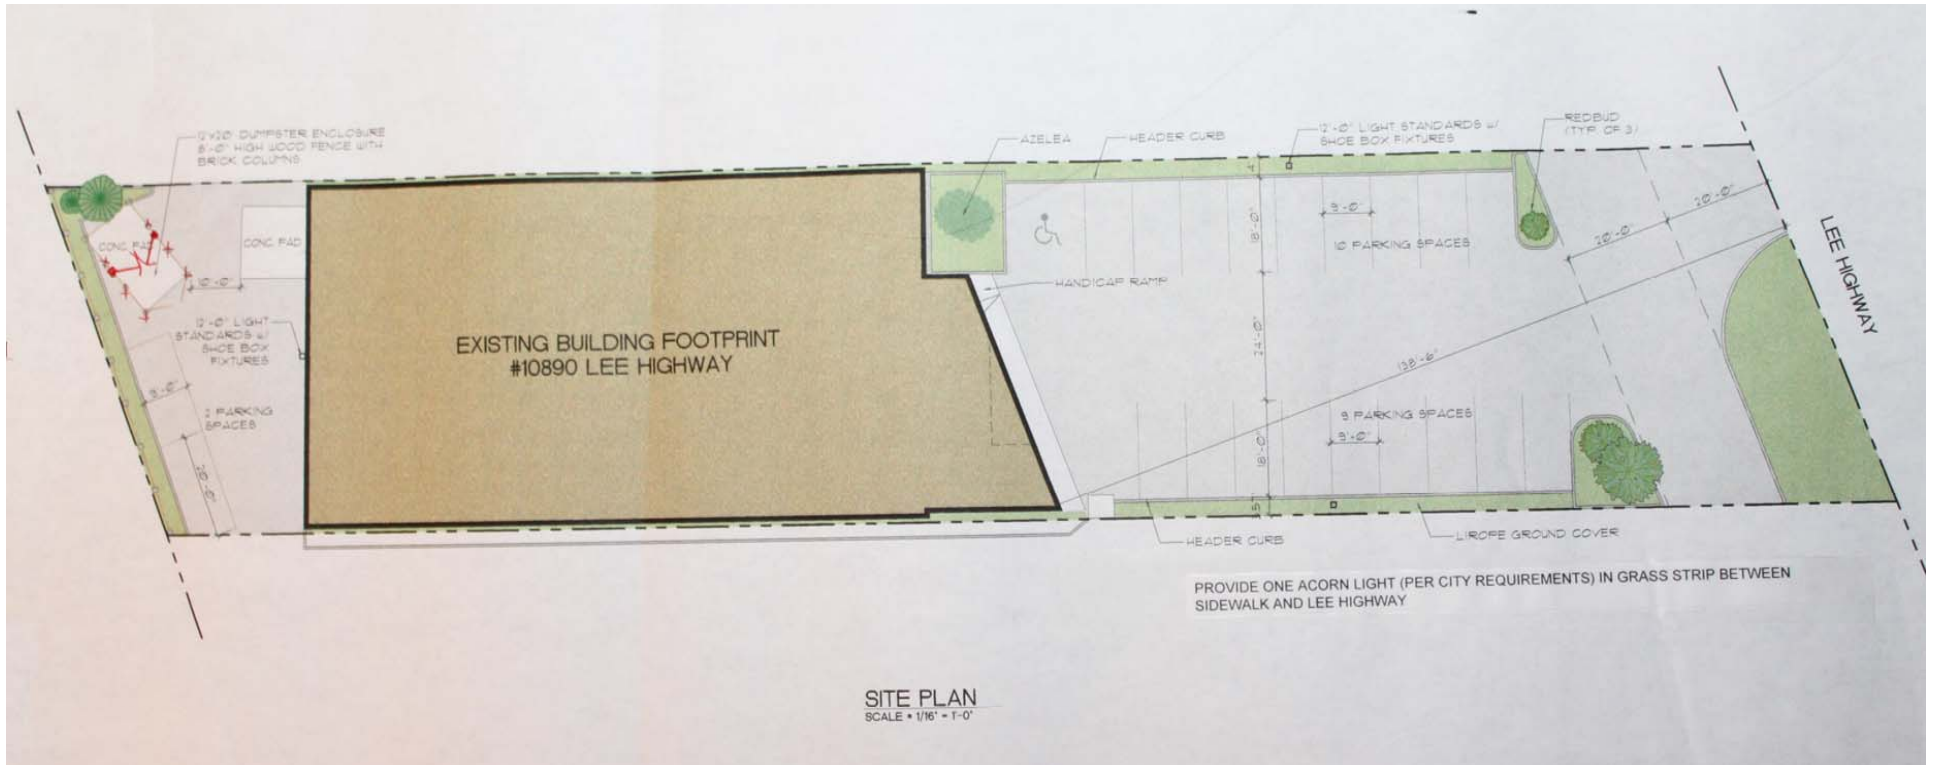 12'X20' DUMPSTER ENCLOSURE
6'-0" HIGH WOOD FENCE WITH
BRICK COLUMNS
CONC. PAD
CONC. PAD
10'-0"
12'-0" LIGHT
STANDARDS w/
SHOE BOX
FIXTURES
2 PARKING
SPACES
20'-0"
EXISTING BUILDING FOOTPRINT
#10890 LEE HIGHWAY
AZELEA
HEADER CURB
12'-0" LIGHT STANDARDS w/
SHOE BOX FIXTURES
REDBUD
(TYP. OF 3)
HANDICAP RAMP
4'
18'-0"
9'-0"
10 PARKING SPACES
20'-0"
20'-0"
LEE HIGHWAY
24'-0"
138'-6"
9 PARKING SPACES
9'-0"
18'-0"
5'
HEADER CURB
LIROPE GROUND COVER
PROVIDE ONE ACORN LIGHT (PER CITY REQUIREMENTS) IN GRASS STRIP BETWEEN
SIDEWALK AND LEE HIGHWAY
SITE PLAN
SCALE = 1/16" = 1'-0"